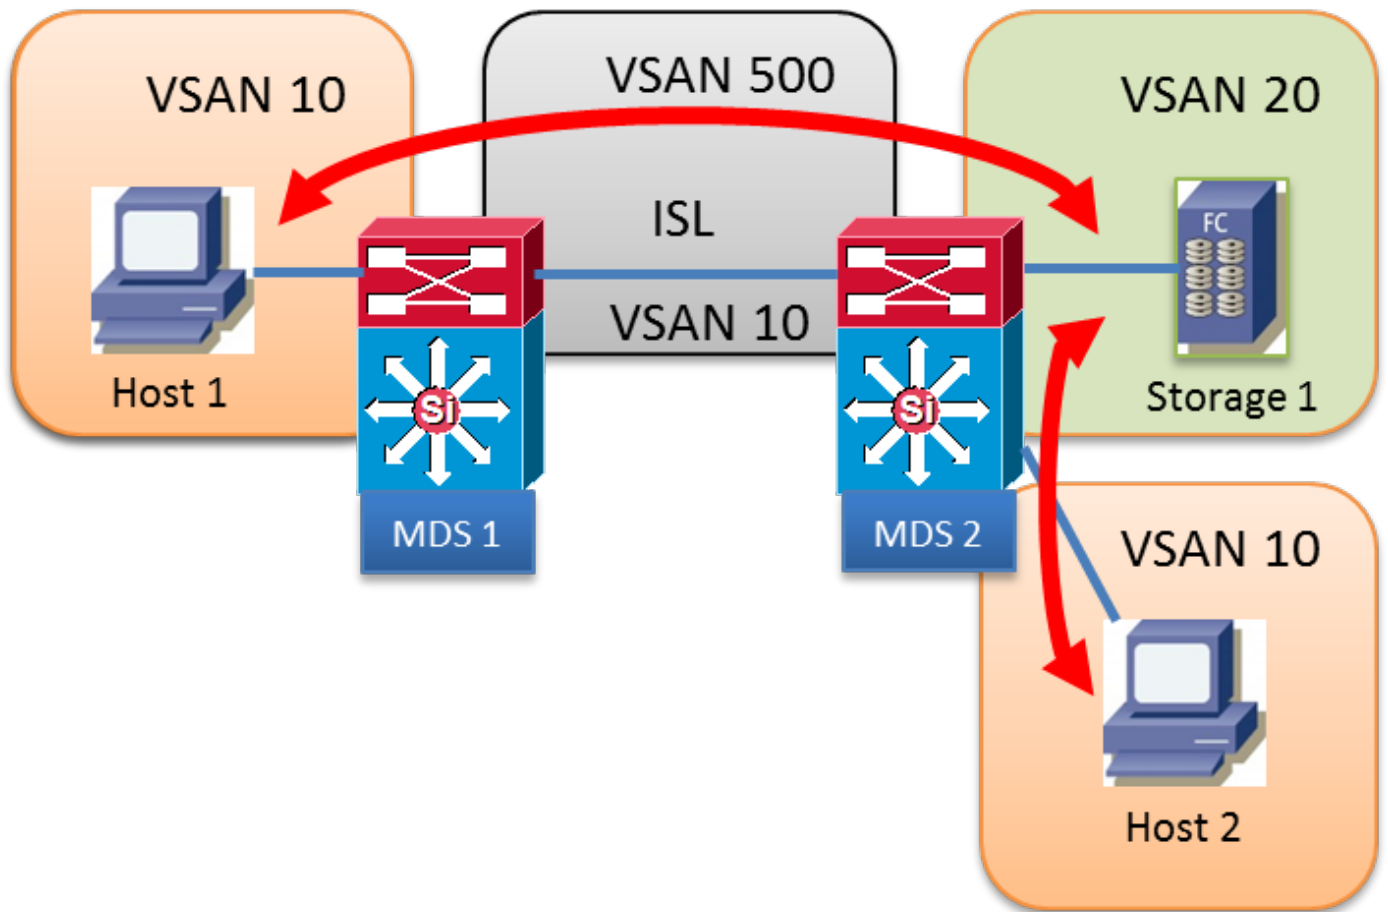 VSAN 10
VSAN 500
VSAN 20
ISL
FC
VSAN 10
Host 1
Storage 1
Si
Si
MDS 1
MDS 2
VSAN 10
Host 2